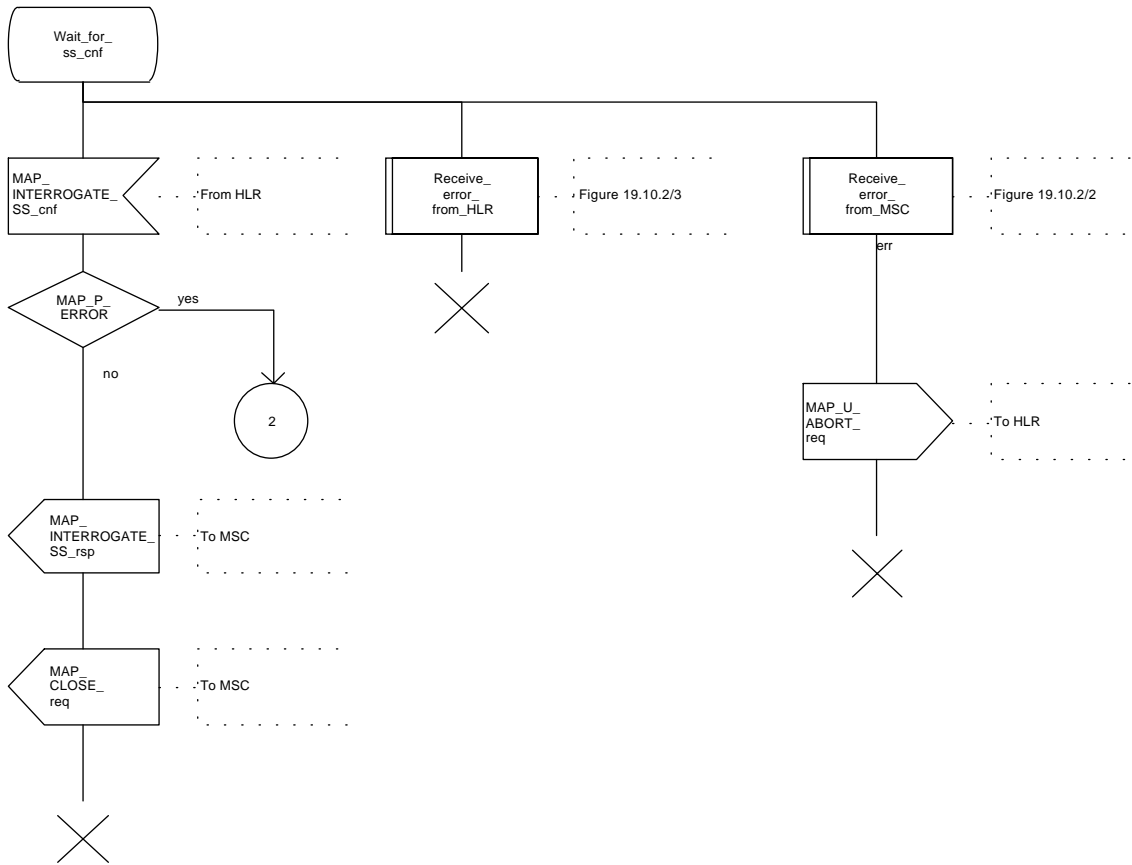 Wait_for_
ss_cnf
MAP_
INTERROGATE_
SS_cnf
From HLR
Receive_
error_
from_HLR
Figure 19.10.2/3
Receive_
error_
from_MSC
Figure 19.10.2/2
err
MAP_P_
ERROR
yes
no
2
MAP_U_
ABORT_
req
To HLR
MAP_
INTERROGATE_
SS_rsp
To MSC
MAP_
CLOSE_
req
To MSC